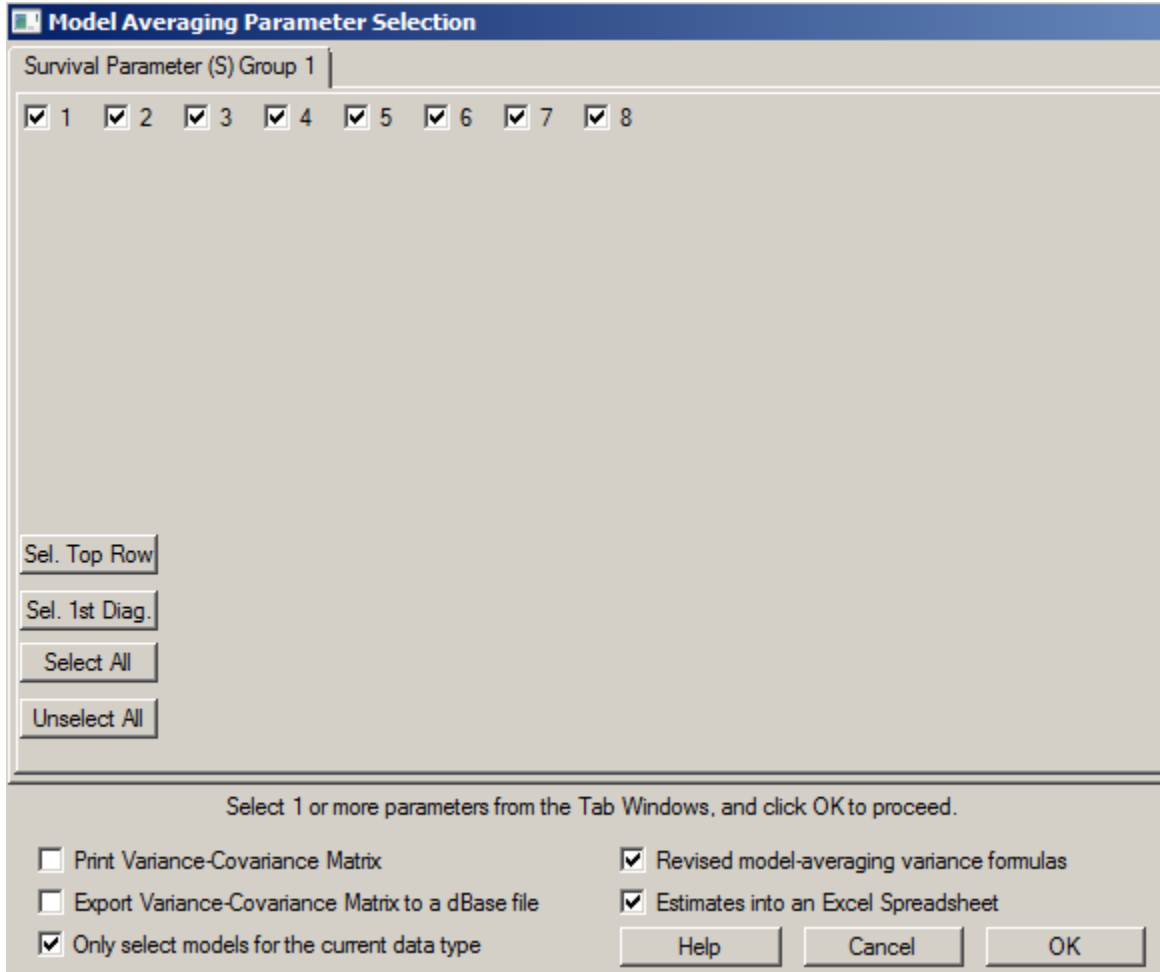 Model Averaging Parameter Selection
Survival Parameter (S) Group 1
1 2 3 4 5 6 7 8
Sel. Top Row
Sel. 1st Diag.
Select All
Unselect All
Select 1 or more parameters from the Tab Windows, and click OK to proceed.
Print Variance-Covariance Matrix
Revised model-averaging variance formulas
Export Variance-Covariance Matrix to a dBase file
Estimates into an Excel Spreadsheet
Only select models for the current data type
Help Cancel OK